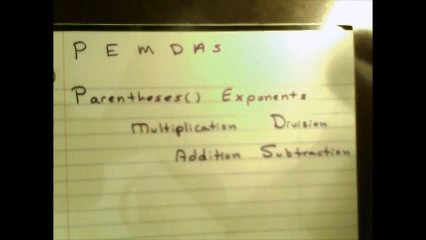 P E M D A S
Parentheses() Exponents
Multiplication Division
Addition Subtraction